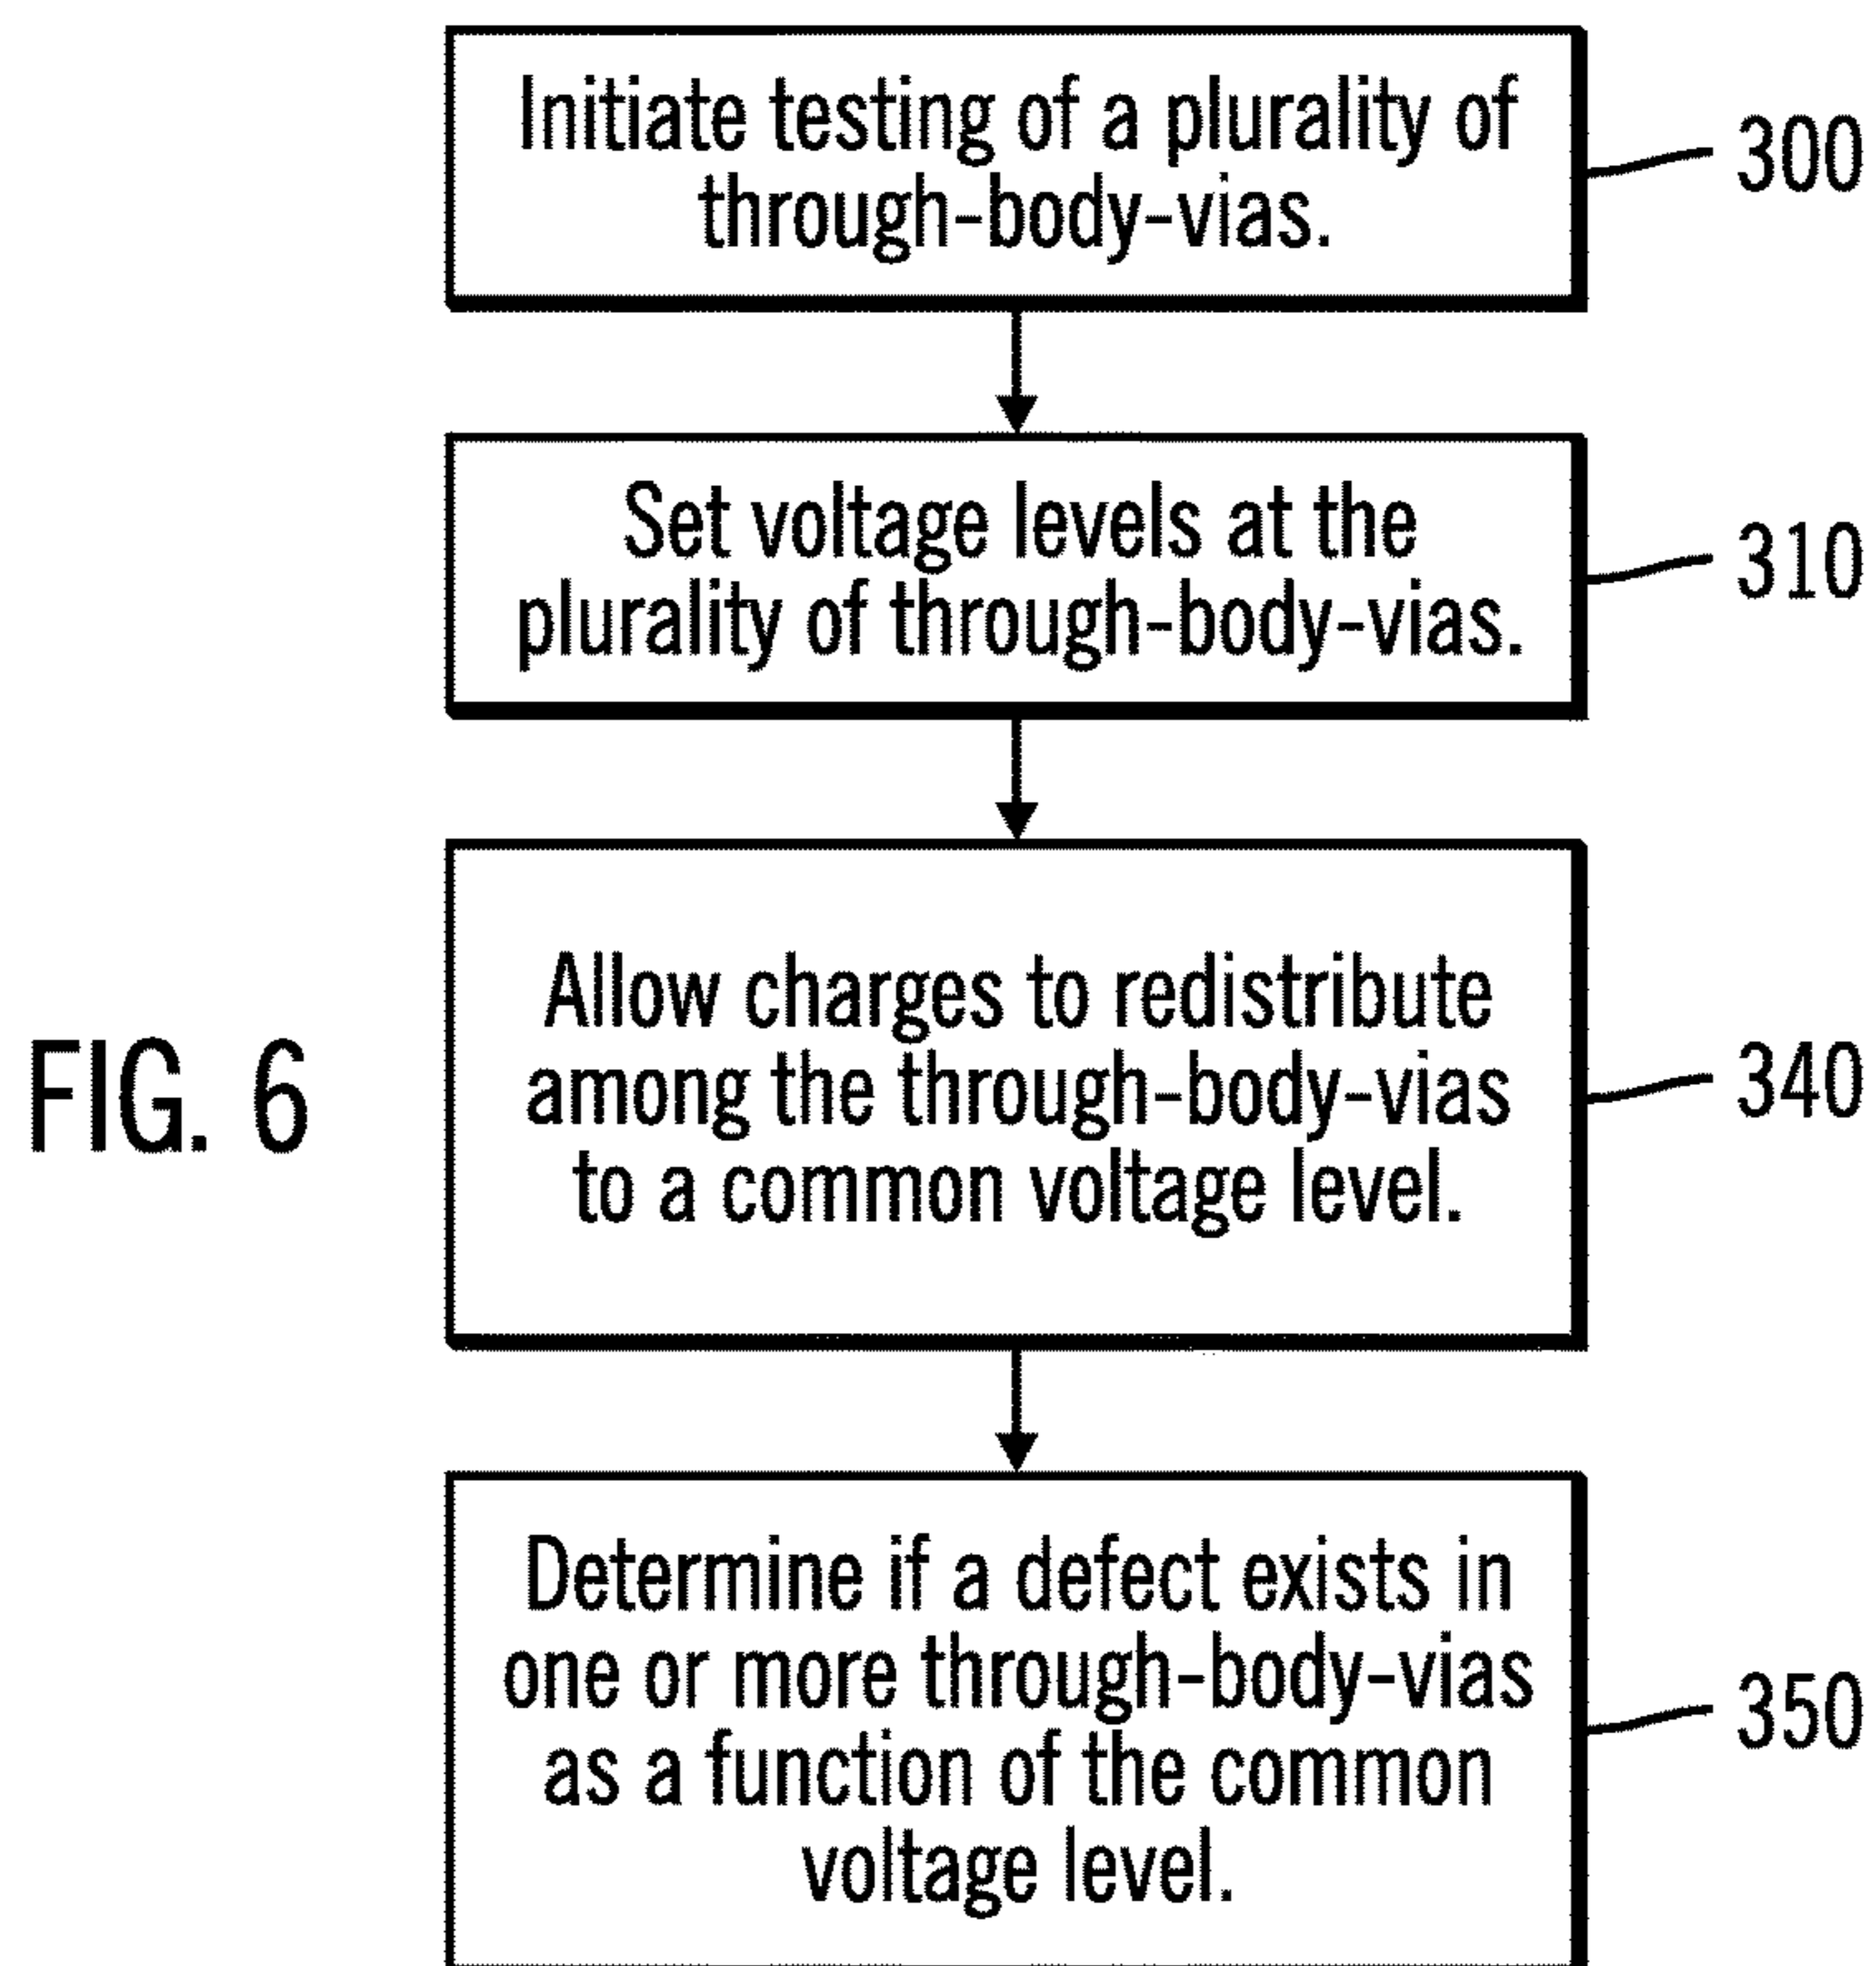 Initiate testing of a plurality of
through-body-vias.
300
Set voltage levels at the
plurality of through-body-vias.
310
Allow charges to redistribute
among the through-body-vias
to a common voltage level.
340
FIG. 6
Determine if a defect exists in
one or more through-body-vias
as a function of the common
voltage level.
350